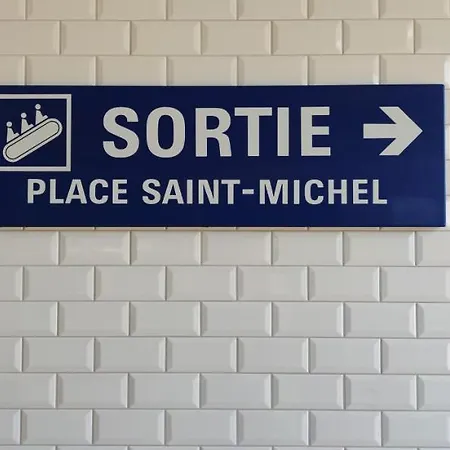 SORTIE →
PLACE SAINT-MICHEL